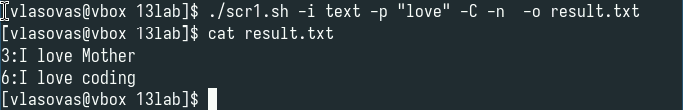 [vlasovas@vbox 13lab]$ ./scr1.sh -i text -p "love" -C -n  -o result.txt
[vlasovas@vbox 13lab]$ cat result.txt
3:I love Mother
6:I love coding
[vlasovas@vbox 13lab]$